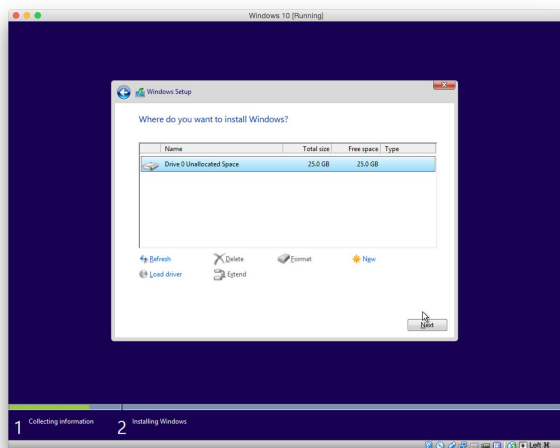 Windows 10 [Running]
Windows Setup
Where do you want to install Windows?
Name Total size Free space Type
Drive 0 Unallocated Space 25.0 GB 25.0 GB
Refresh Delete Format New
Load driver Extend
Next
1 Collecting information 2 Installing Windows
Left ⌘